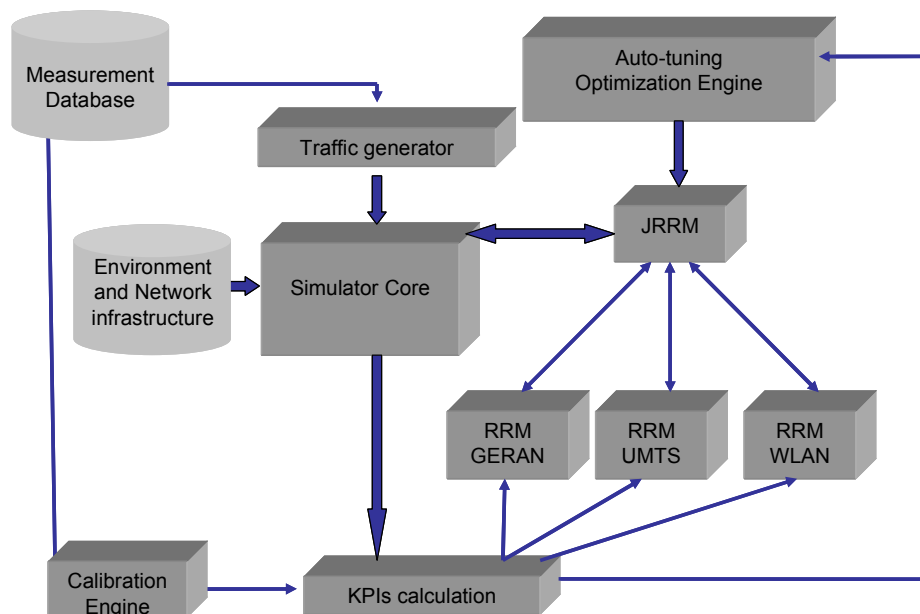 Measurement
Database
Auto-tuning
Optimization Engine
Traffic generator
JRRM
Environment
and Network
infrastructure
Simulator Core
RRM
GERAN
RRM
UMTS
RRM
WLAN
Calibration
Engine
KPIs calculation